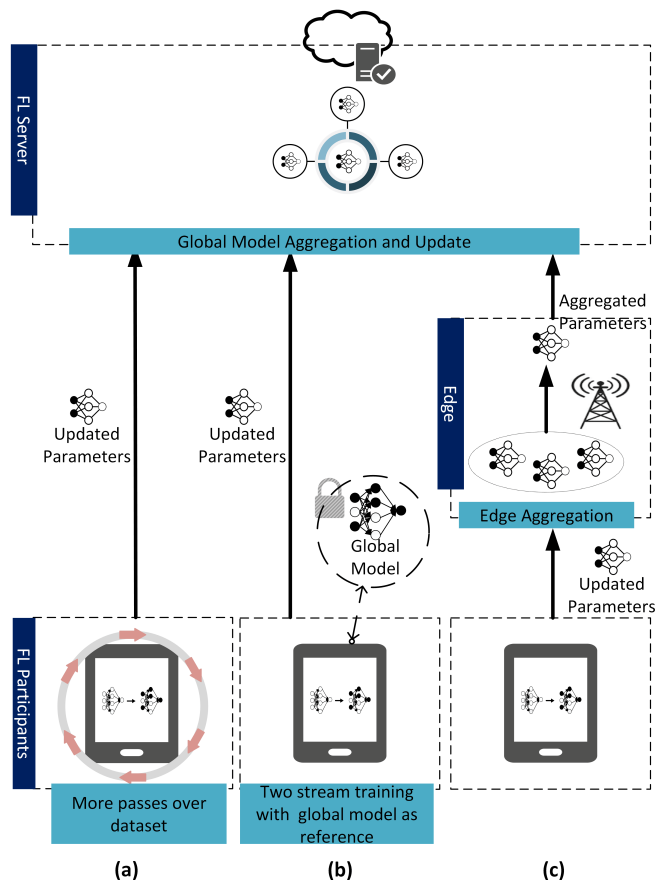 FL Server
Global Model Aggregation and Update
Aggregated
Parameters
Edge
Updated
Parameters
Updated
Parameters
Global
Model
Edge Aggregation
Updated
Parameters
FL Participants
More passes over
dataset
Two stream training
with global model as
reference
(a)
(b)
(c)